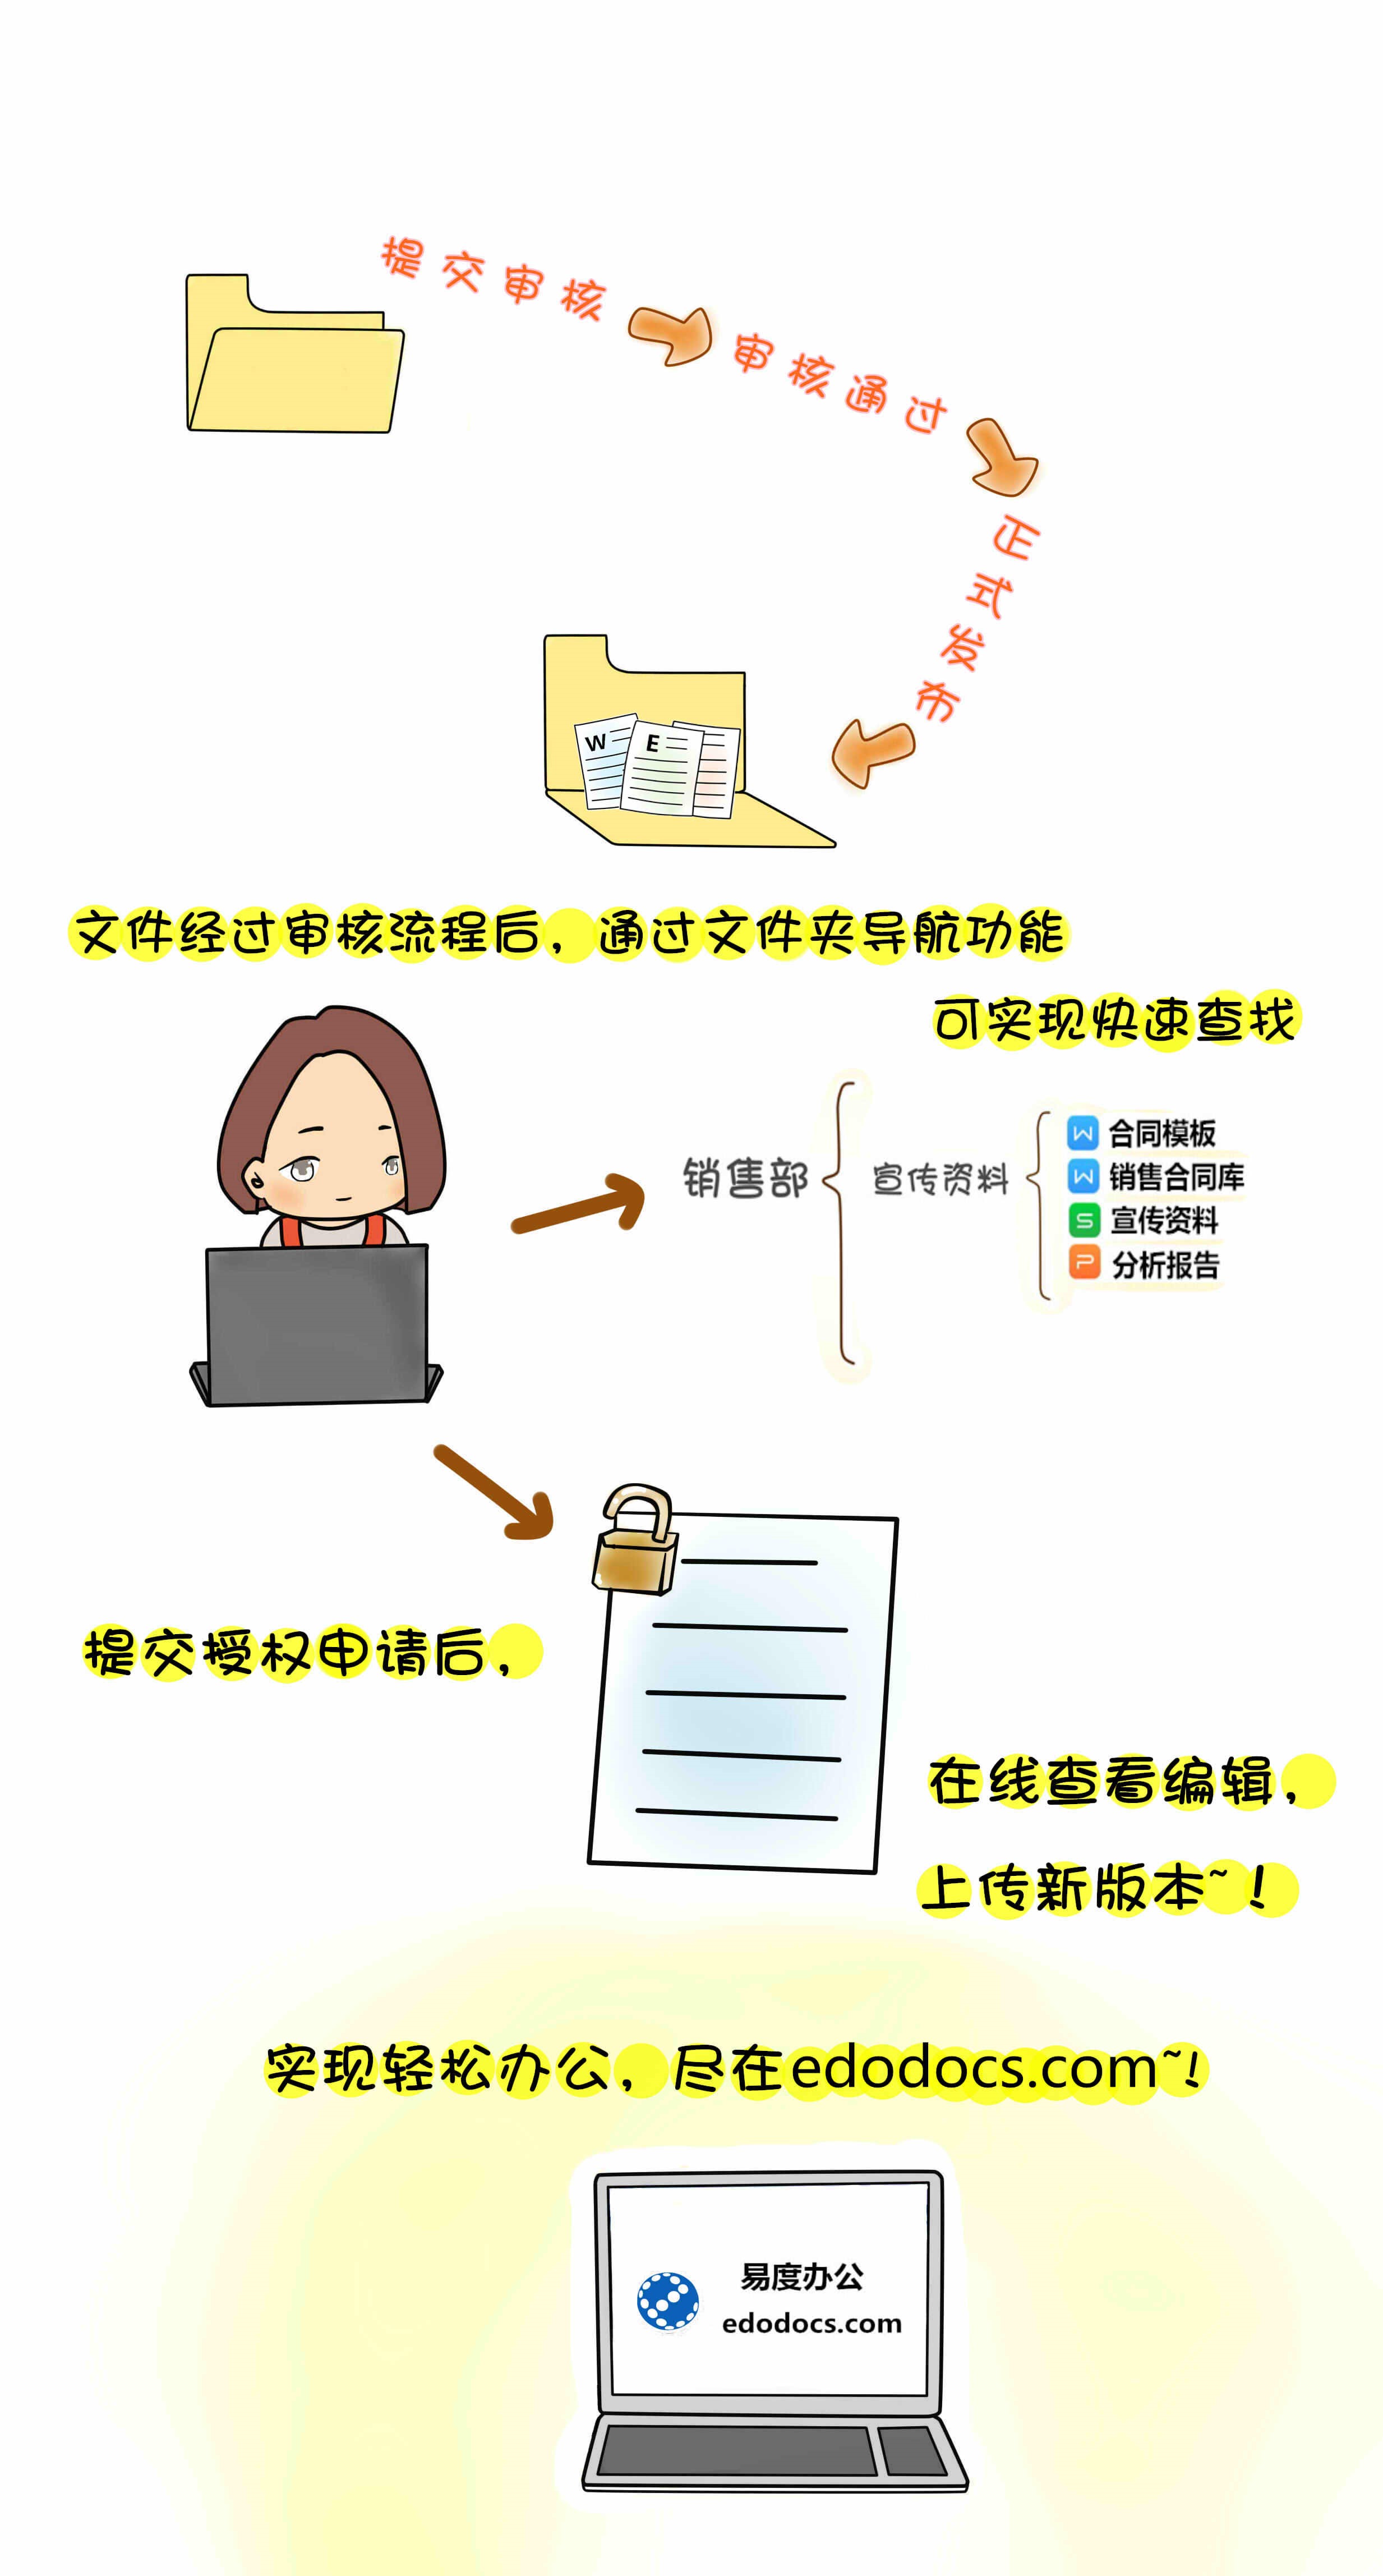 提交审核
审核通过
正式发布
W
E
文件经过审核流程后，通过文件夹导航功能
可实现快速查找
销售部
宣传资料
W 合同模板
W 销售合同库
S 宣传资料
P 分析报告
提交授权申请后，
在线查看编辑，
上传新版本~！
实现轻松办公，尽在edodocs.com~！
易度办公
edodocs.com